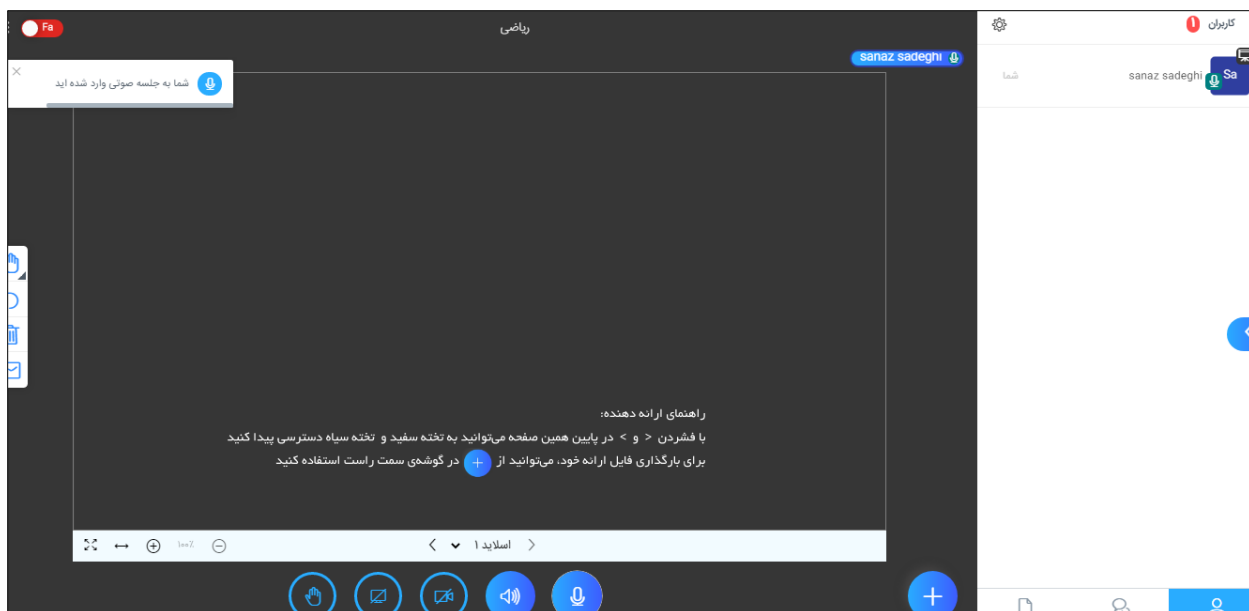 کاربران ۱
ریاضی
Fa
sanaz sadeghi
Sa
sanaz sadeghi
شما
شما به جلسه صوتی وارد شده اید
راهنمای ارائه دهنده:
با فشردن < و > در پایین همین صفحه می‌توانید به تخته سفید و تخته سیاه دسترسی پیدا کنید
برای بارگذاری فایل ارائه خود، می‌توانید از + در گوشه‌ی سمت راست استفاده کنید
اسلاید ۱
۱۰۰٪